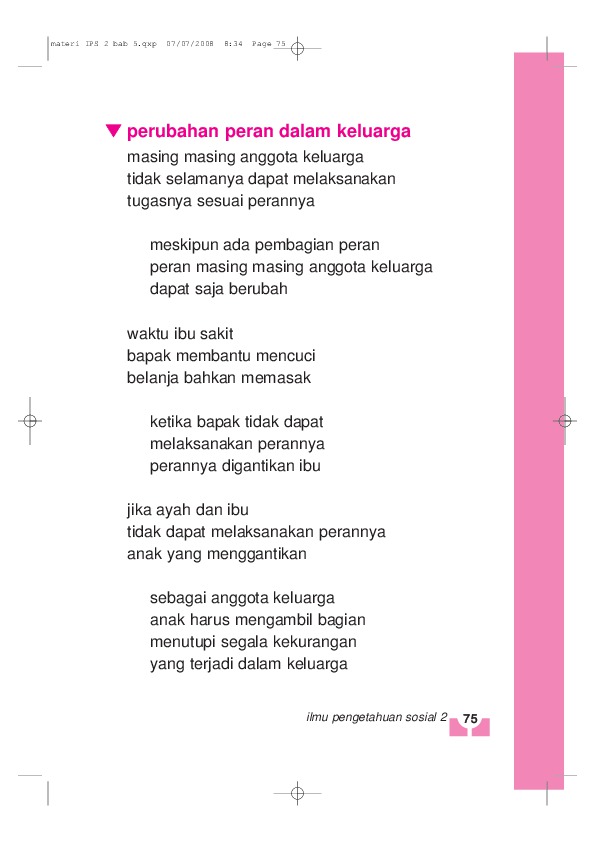 materi IPS 2 bab 5.qxp 07/07/2008 8:34 Page 75
perubahan peran dalam keluarga
masing masing anggota keluarga
tidak selamanya dapat melaksanakan
tugasnya sesuai perannya
meskipun ada pembagian peran
peran masing masing anggota keluarga
dapat saja berubah
waktu ibu sakit
bapak membantu mencuci
belanja bahkan memasak
ketika bapak tidak dapat
melaksanakan perannya
perannya digantikan ibu
jika ayah dan ibu
tidak dapat melaksanakan perannya
anak yang menggantikan
sebagai anggota keluarga
anak harus mengambil bagian
menutupi segala kekurangan
yang terjadi dalam keluarga
ilmu pengetahuan sosial 2 75